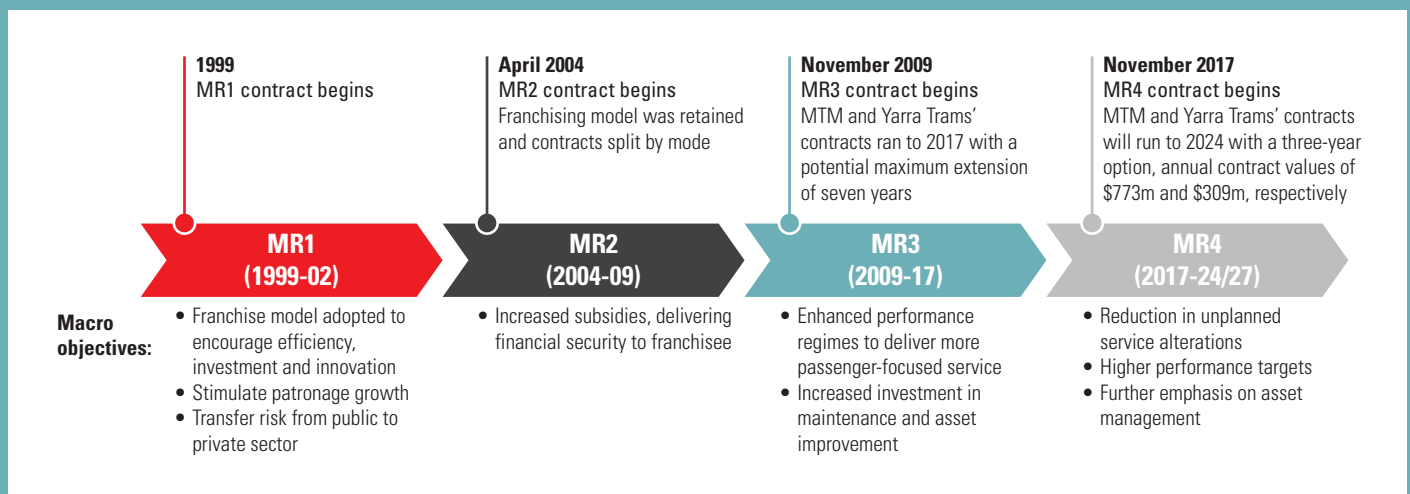 1999
MR1 contract begins
April 2004
MR2 contract begins
Franchising model was retained
and contracts split by mode
November 2009
MR3 contract begins
MTM and Yarra Trams'
contracts ran to 2017 with a
potential maximum extension
of seven years
November 2017
MR4 contract begins
MTM and Yarra Trams' contracts
will run to 2024 with a three-year
option, annual contract values of
$773m and $309m, respectively
MR1
(1999-02)
MR2
(2004-09)
MR3
(2009-17)
MR4
(2017-24/27)
Macro
objectives:
• Franchise model adopted to
encourage efficiency,
investment and innovation
• Stimulate patronage growth
• Transfer risk from public to
private sector
• Increased subsidies, delivering
financial security to franchisee
• Enhanced performance
regimes to deliver more
passenger-focused service
• Increased investment in
maintenance and asset
improvement
• Reduction in unplanned
service alterations
• Higher performance targets
• Further emphasis on asset
management